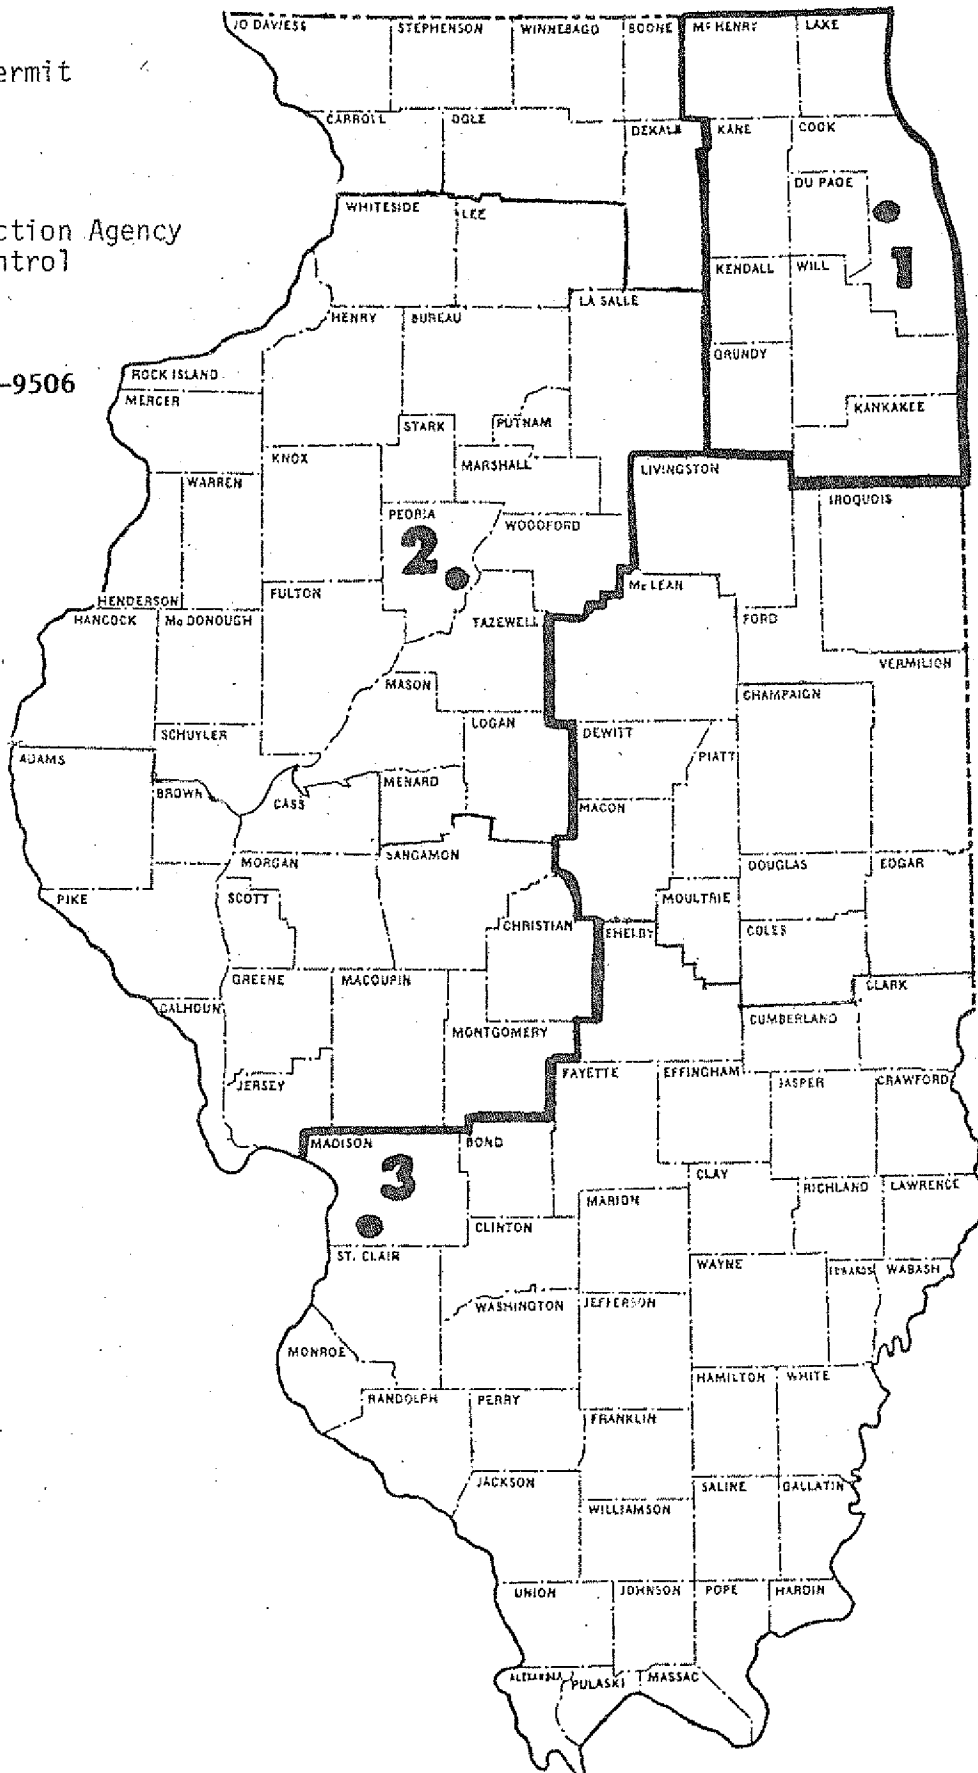 ermit
ction Agency
ntrol
-9506
JO DAVIESS STEPHENSON WINNEBAGO BOONE McHENRY LAKE
CARROLL OGLE DEKALB KANE COOK
DU PAGE
WHITESIDE LEE
1
KENDALL WILL
LA SALLE
HENRY BUREAU
GRUNDY
ROCK ISLAND
MERCER KANKAKEE
STARK PUTNAM
KNOX MARSHALL LIVINGSTON
WARREN IROQUOIS
PEORIA WOODFORD
2
McLEAN
HENDERSON FULTON
HANCOCK McDONOUGH TAZEWELL FORD
VERMILION
MASON CHAMPAIGN
LOGAN
SCHUYLER DEWITT
ADAMS PIATT
BROWN CASS MENARD
MACON
MORGAN SANGAMON DOUGLAS EDGAR
PIKE SCOTT MOULTRIE
CHRISTIAN SHELBY COLES
GREENE MACOUPIN CLARK
CALHOUN CUMBERLAND
MONTGOMERY
FAYETTE EFFINGHAM
JERSEY JASPER CRAWFORD
MADISON BOND
3
CLAY
RICHLAND LAWRENCE
MARION
CLINTON
ST. CLAIR WAYNE EDWARDS WABASH
WASHINGTON JEFFERSON
MONROE
HAMILTON WHITE
RANDOLPH PERRY
FRANKLIN
JACKSON SALINE GALLATIN
WILLIAMSON
UNION JOHNSON POPE HARDIN
ALEXANDER PULASKI MASSAC